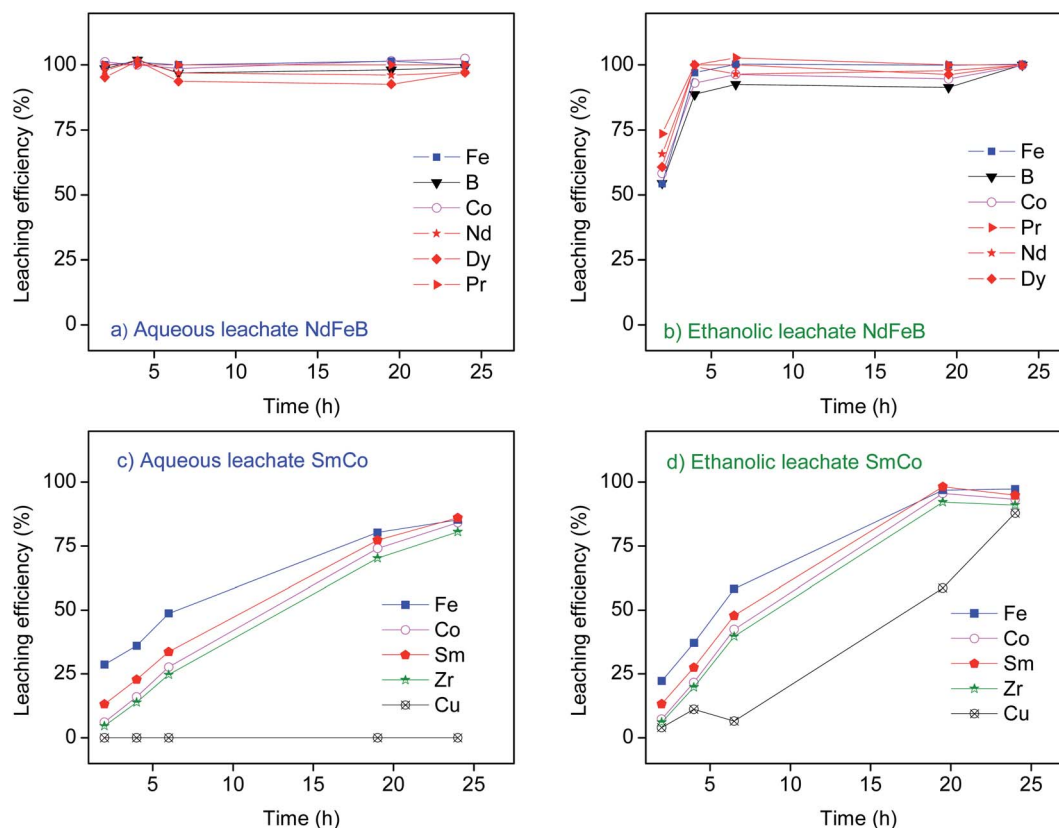 Leaching efficiency (%)
100
75
50
25
0
Fe
B
Co
Nd
Dy
Pr
a) Aqueous leachate NdFeB
5
10
15
20
25
Time (h)
Leaching efficiency (%)
100
75
50
25
0
Fe
B
Co
Pr
Nd
Dy
b) Ethanolic leachate NdFeB
5
10
15
20
25
Time (h)
c) Aqueous leachate SmCo
Leaching efficiency (%)
100
75
50
25
0
Fe
Co
Sm
Zr
Cu
5
10
15
20
25
Time (h)
d) Ethanolic leachate SmCo
Leaching efficiency (%)
100
75
50
25
0
Fe
Co
Sm
Zr
Cu
5
10
15
20
25
Time (h)